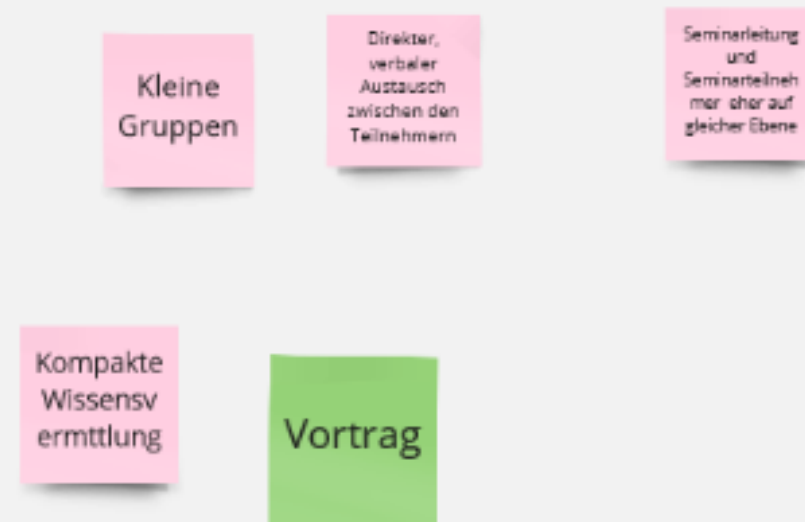 Kleine
Gruppen
Direkter,
verbaler
Austausch
zwischen den
Teilnehmern
Seminarleitung
und
Seminarteilneh
mer eher auf
gleicher Ebene
Kompakte
Wissensv
ermttlung
Vortrag